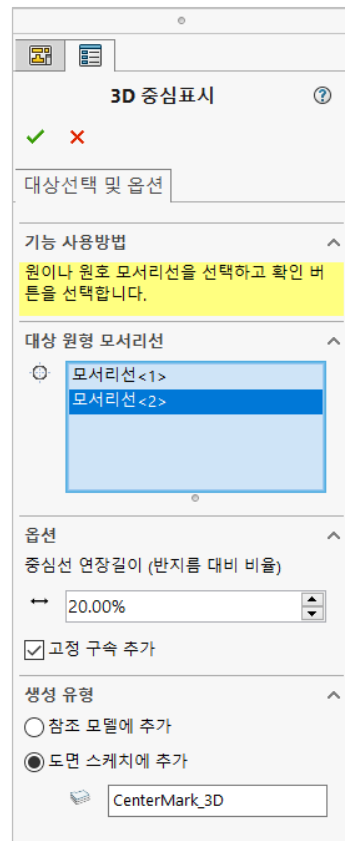 3D 중심표시
대상선택 및 옵션
기능 사용방법
원이나 원호 모서리선을 선택하고 확인 버
튼을 선택합니다.
대상 원형 모서리선
모서리선<1>
모서리선<2>
옵션
중심선 연장길이 (반지름 대비 비율)
20.00%
고정 구속 추가
생성 유형
참조 모델에 추가
도면 스케치에 추가
CenterMark_3D